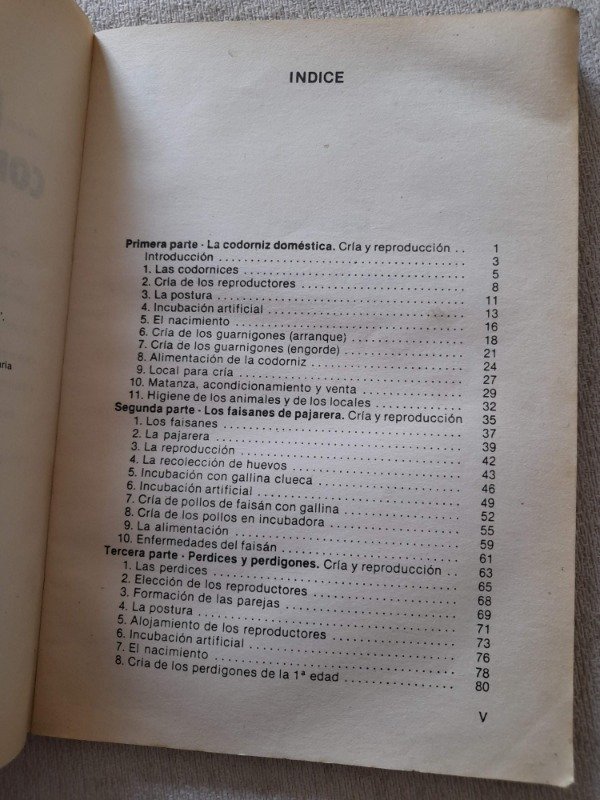 INDICE
Primera parte - La codorniz doméstica. Cría y reproducción . . 1
Introducción . . . . . . . . . . . . . . . . . . . . 3
1. Las codornices . . . . . . . . . . . . . . . . . . . . 5
2. Cría de los reproductores . . . . . . . . . . . . . . . . . . . . 8
3. La postura . . . . . . . . . . . . . . . . . . . . 11
4. Incubación artificial . . . . . . . . . . . . . . . . . . . . 13
5. El nacimiento . . . . . . . . . . . . . . . . . . . . 16
6. Cría de los guarnigones (arranque) . . . . . . . . . . . . . . . 18
7. Cría de los guarnigones (engorde) . . . . . . . . . . . . . . . 21
8. Alimentación de la codorniz . . . . . . . . . . . . . . . . . . . . 24
9. Local para cría . . . . . . . . . . . . . . . . . . . . 27
10. Matanza, acondicionamiento y venta . . . . . . . . . . . . . . . 29
11. Higiene de los animales y de los locales . . . . . . . . . . . . 32
Segunda parte - Los faisanes de pajarera. Cría y reproducción 35
1. Los faisanes . . . . . . . . . . . . . . . . . . . . 37
2. La pajarera . . . . . . . . . . . . . . . . . . . . 39
3. La reproducción . . . . . . . . . . . . . . . . . . . . 42
4. La recolección de huevos . . . . . . . . . . . . . . . . . . . . 43
5. Incubación con gallina clueca . . . . . . . . . . . . . . . . . . 46
6. Incubación artificial . . . . . . . . . . . . . . . . . . . . 49
7. Cría de pollos de faisán con gallina . . . . . . . . . . . . . . . 52
8. Cría de los pollos en incubadora . . . . . . . . . . . . . . . . . 55
9. La alimentación . . . . . . . . . . . . . . . . . . . . 59
10. Enfermedades del faisán . . . . . . . . . . . . . . . . . . . . 61
Tercera parte - Perdices y perdigones. Cría y reproducción . . 63
1. Las perdices . . . . . . . . . . . . . . . . . . . . 65
2. Elección de los reproductores . . . . . . . . . . . . . . . . . . 68
3. Formación de las parejas . . . . . . . . . . . . . . . . . . . . 69
4. La postura . . . . . . . . . . . . . . . . . . . . 71
5. Alojamiento de los reproductores . . . . . . . . . . . . . . . . . 73
6. Incubación artificial . . . . . . . . . . . . . . . . . . . . 76
7. El nacimiento . . . . . . . . . . . . . . . . . . . . 78
8. Cría de los perdigones de la 1ª edad . . . . . . . . . . . . . . . 80
V